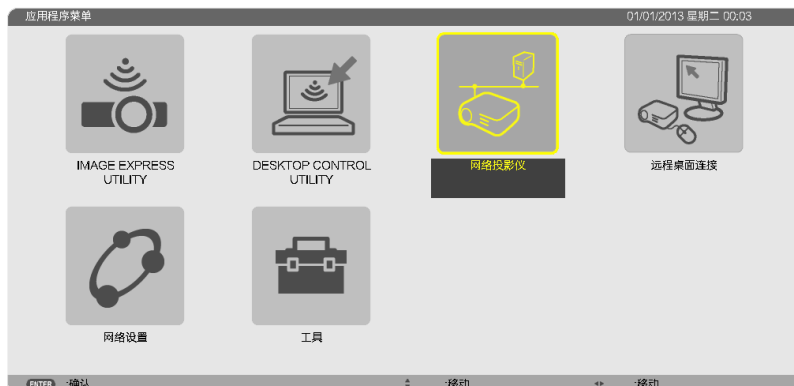 应用程序菜单
01/01/2013 星期二 00:03
IMAGE EXPRESS
UTILITY
DESKTOP CONTROL
UTILITY
网络投影仪
远程桌面连接
网络设置
工具
ENTER :确认 :移动 :移动